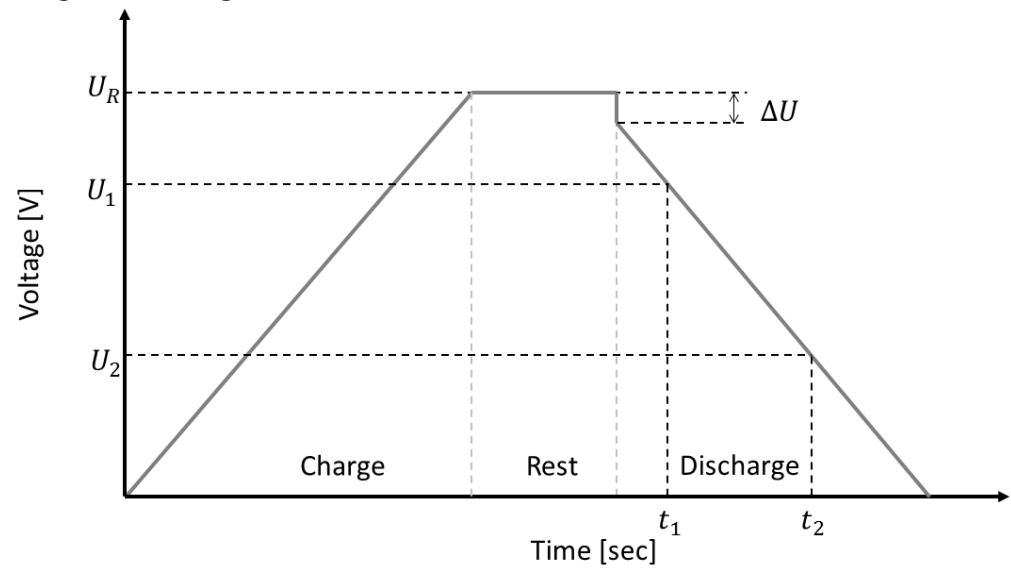 U_R
ΔU
U_1
Voltage [V]
U_2
Charge Rest Discharge
t_1 t_2
Time [sec]